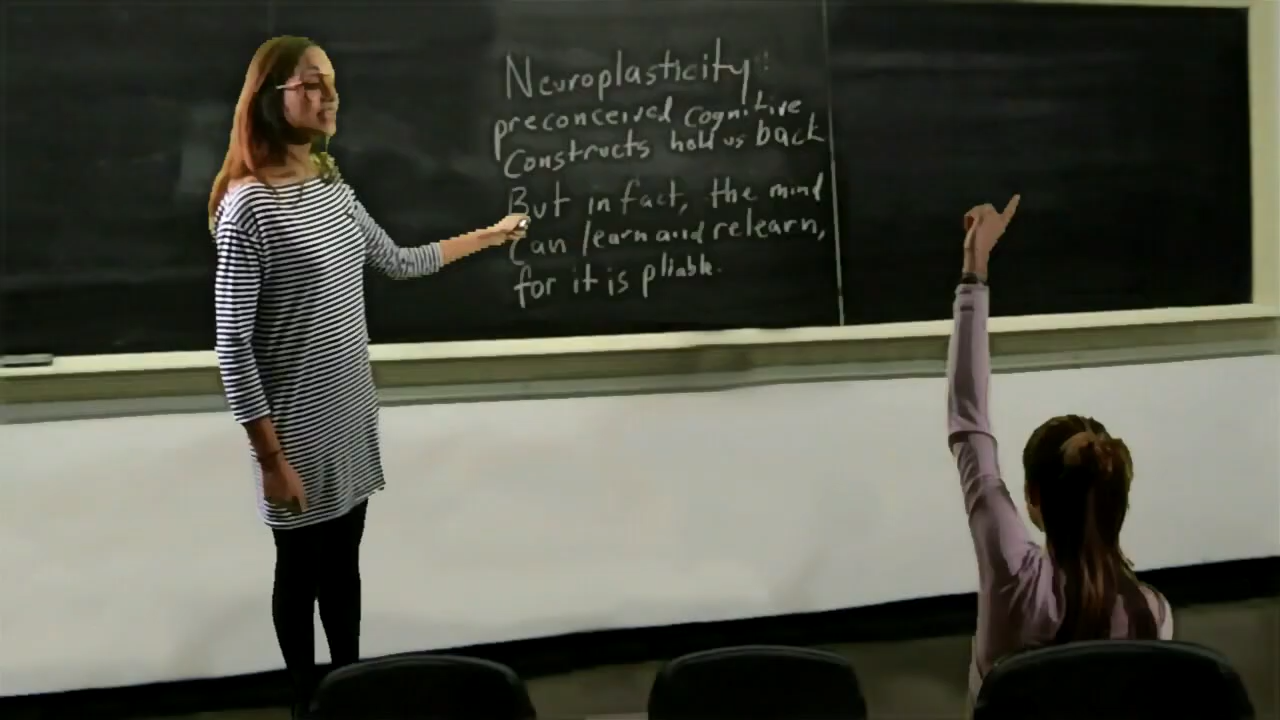 Neuroplasticity:
preconceived cognitive
Constructs hold us back
But in fact, the mind
Can learn and relearn,
for it is pliable.